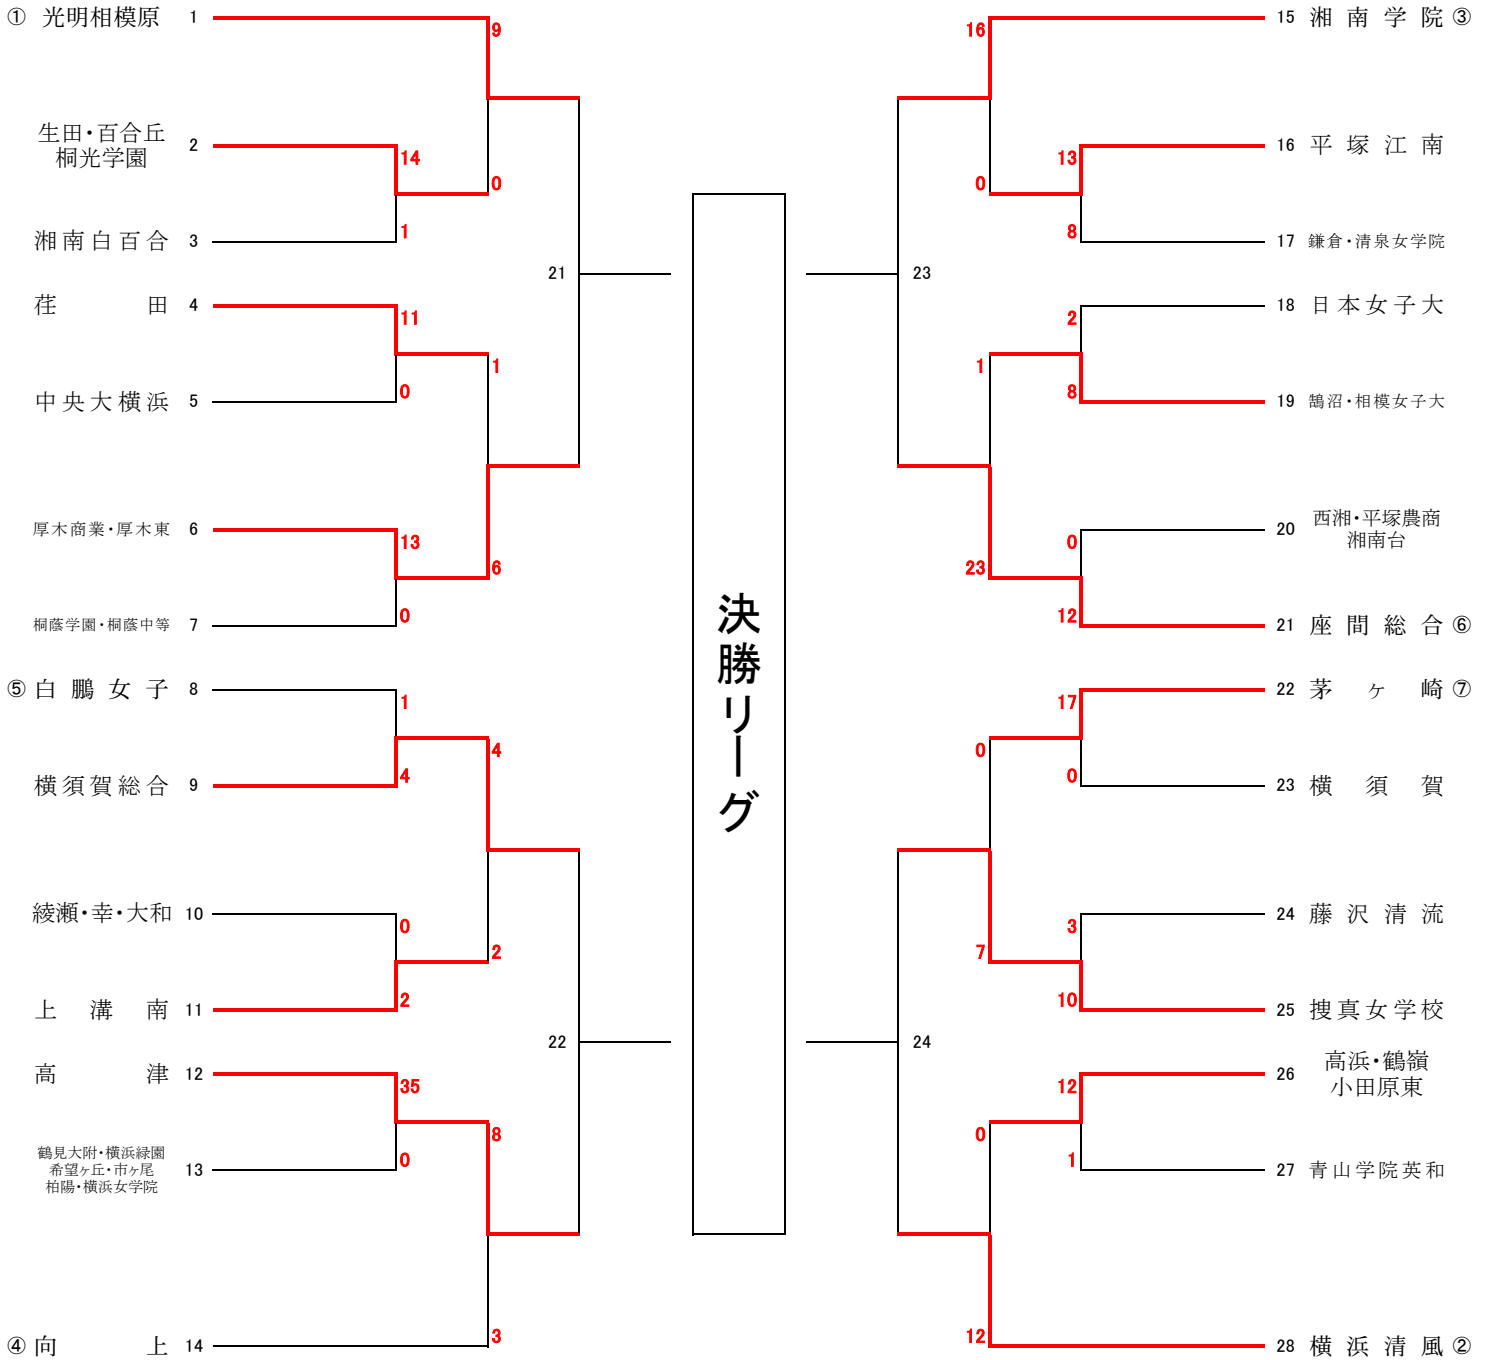 ① 光明相模原 1
9
生田・百合丘
桐光学園 2
14
0
湘南白百合 3
1
21
荏田 4
11
1
中央大横浜 5
0
厚木商業・厚木東 6
13
6
桐蔭学園・桐蔭中等 7
0
⑤ 白鵬女子 8
1
4
横須賀総合 9
4
綾瀬・幸・大和 10
0
2
上溝南 11
2
22
高津 12
35
8
鶴見大附・横浜緑園
希望ヶ丘・市ヶ尾 13
柏陽・横浜女学院
0
④ 向上 14
3
決勝リーグ
16
15 湘南学院 ③
13
16 平塚江南
0
8
17 鎌倉・清泉女学院
23
2
18 日本女子大
1
8
19 鵠沼・相模女子大
0
20 西湘・平塚農商
湘南台
23
12
21 座間総合 ⑥
17
22 茅ヶ崎 ⑦
0
0
23 横須賀
3
24 藤沢清流
7
10
25 捜真女学校
24
12
26 高浜・鶴嶺
小田原東
0
1
27 青山学院英和
12
28 横浜清風 ②